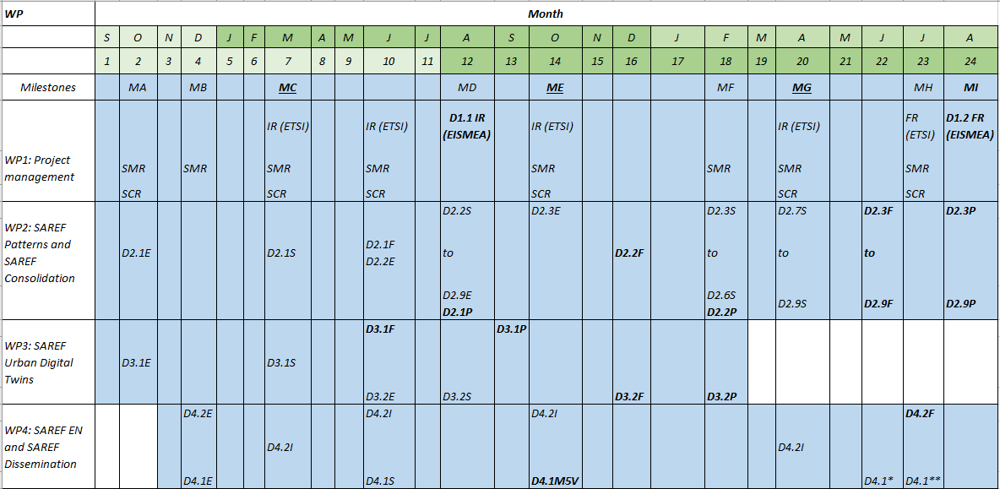 WP Month
S O N D J F M A M J J A S O N D J F M A M J J A
1 2 3 4 5 6 7 8 9 10 11 12 13 14 15 16 17 18 19 20 21 22 23 24
Milestones MA MB MC MD ME MF MG MH MI
D1.1 IR FR D1.2 FR
IR (ETSI) IR (ETSI) (EISMEA) IR (ETSI) IR (ETSI) (ETSI) (EISMEA)
WP1: Project
management SMR SMR SMR SMR SMR SMR SMR SMR
SCR SCR SCR SCR SCR SCR
D2.2S D2.3E D2.3S D2.7S D2.3F D2.3P
WP2: SAREF
Patterns and D2.1F
SAREF D2.1E D2.1S D2.2E to D2.2F to to to
Consolidation
D2.9E D2.6S D2.9S D2.9F D2.9P
D2.1P D2.2P
D3.1F D3.1P
WP3: SAREF
Urban Digital D3.1E D3.1S
Twins
D3.2E D3.2S D3.2F D3.2P
D4.2E D4.2I D4.2I D4.2F
WP4: SAREF EN
and SAREF D4.2I D4.2I
Dissemination
D4.1E D4.1S D4.1M5V D4.1* D4.1**